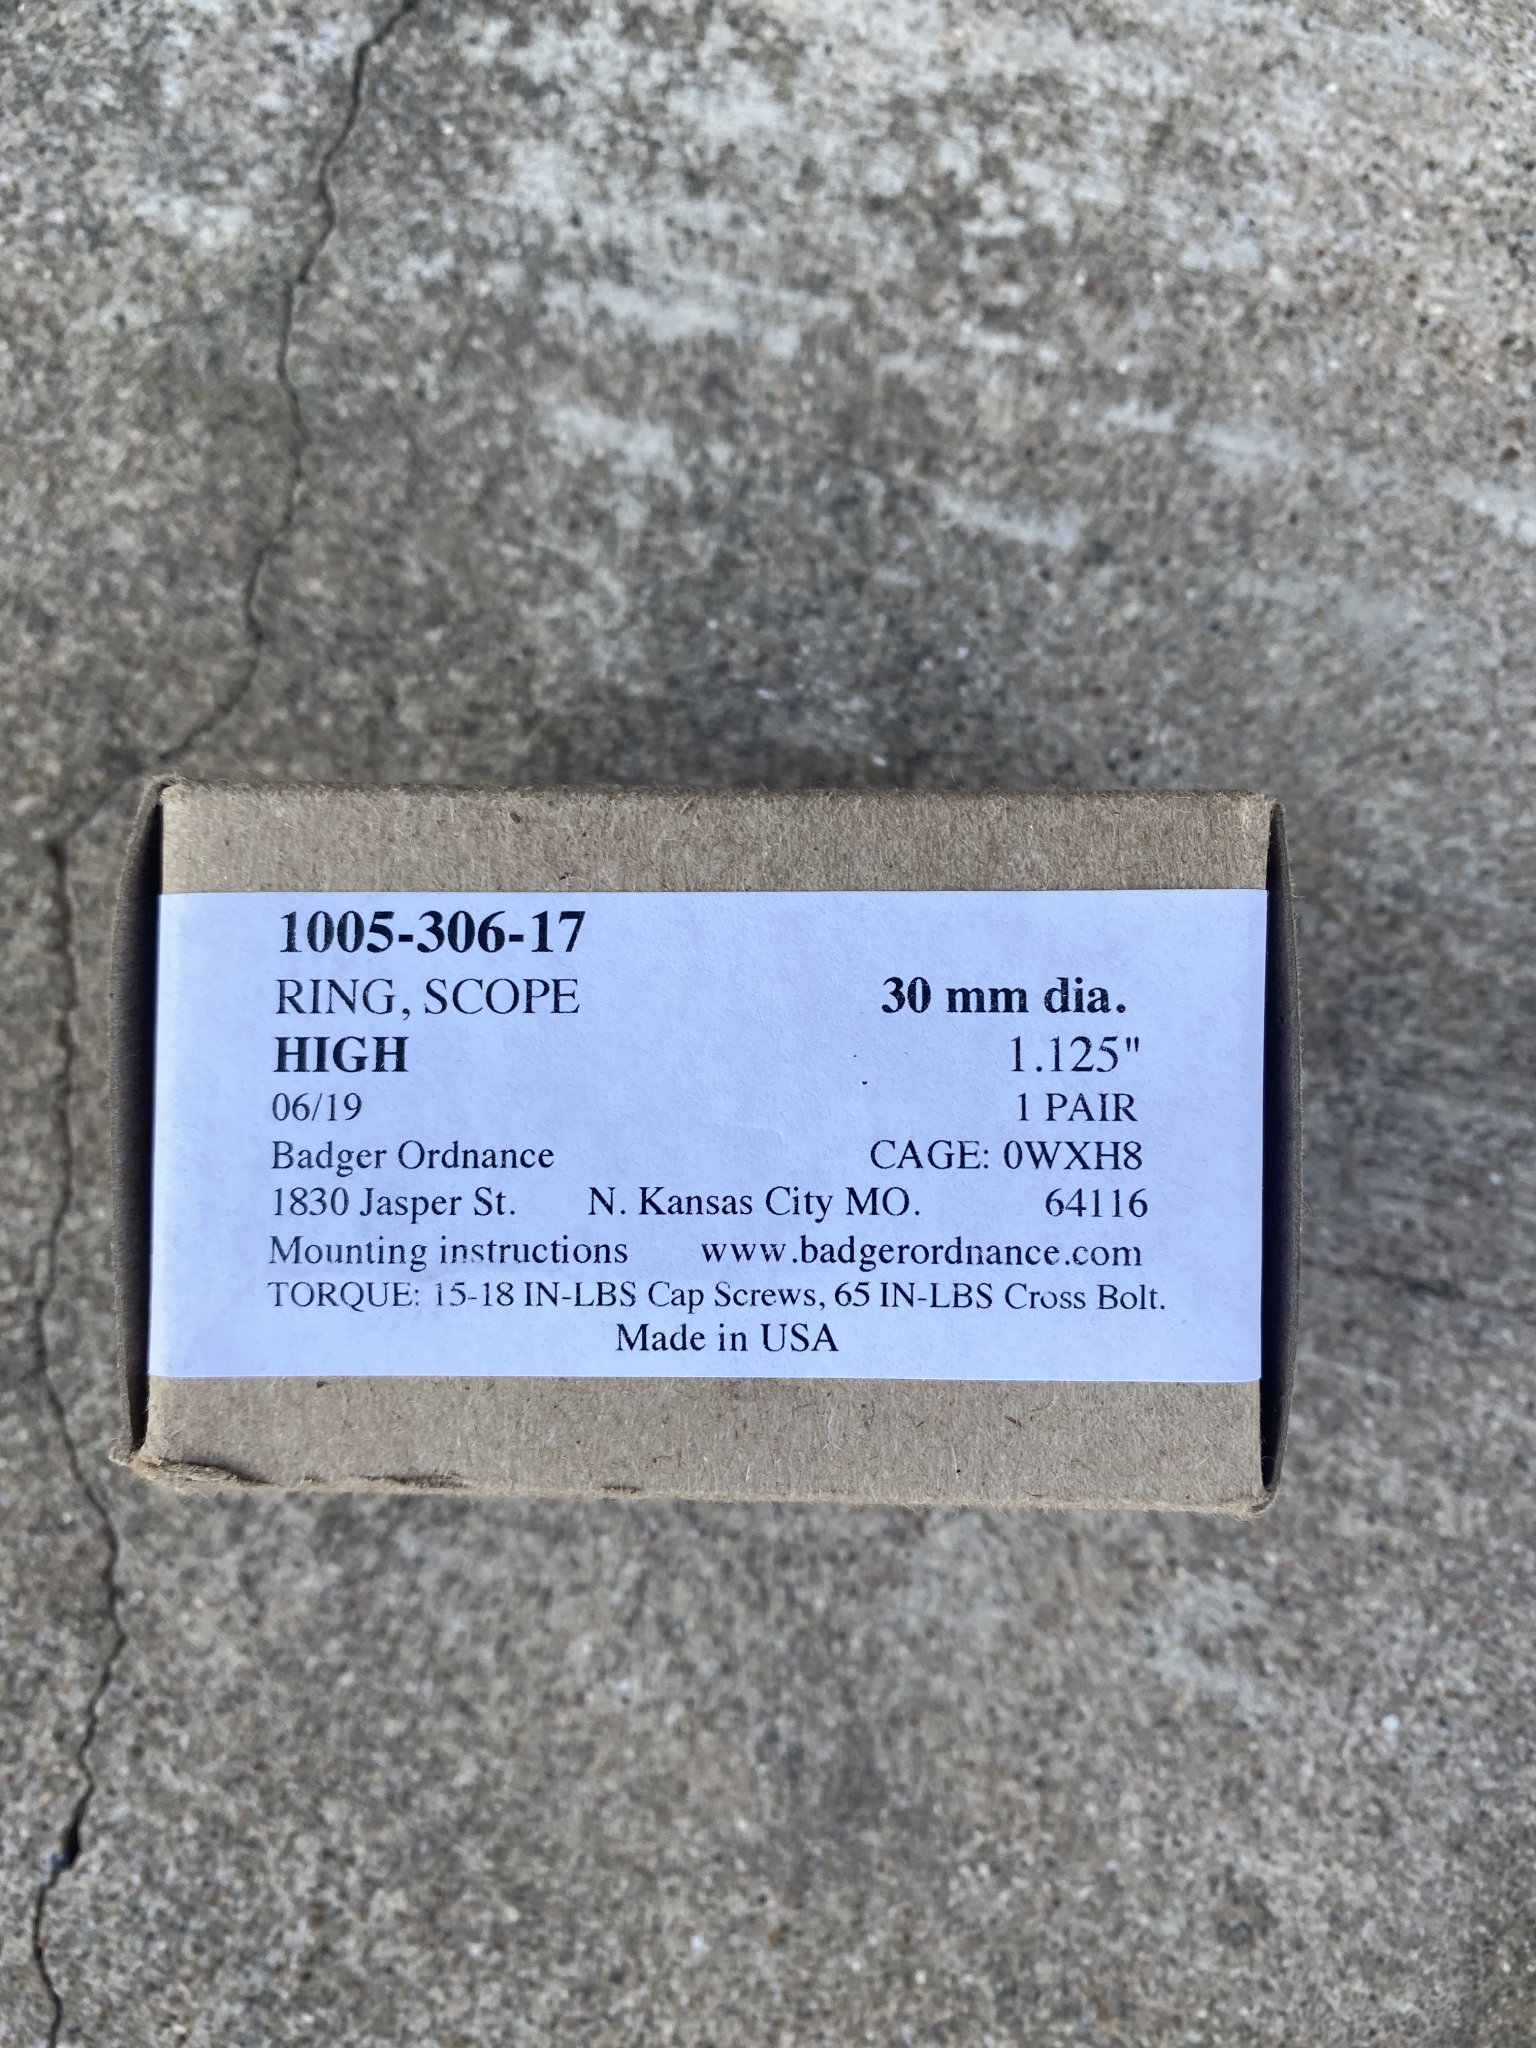 1005-306-17
RING, SCOPE 30 mm dia.
HIGH 1.125"
06/19 1 PAIR
Badger Ordnance CAGE: 0WXH8
1830 Jasper St. N. Kansas City MO. 64116
Mounting instructions www.badgerordnance.com
TORQUE: 15-18 IN-LBS Cap Screws, 65 IN-LBS Cross Bolt.
Made in USA